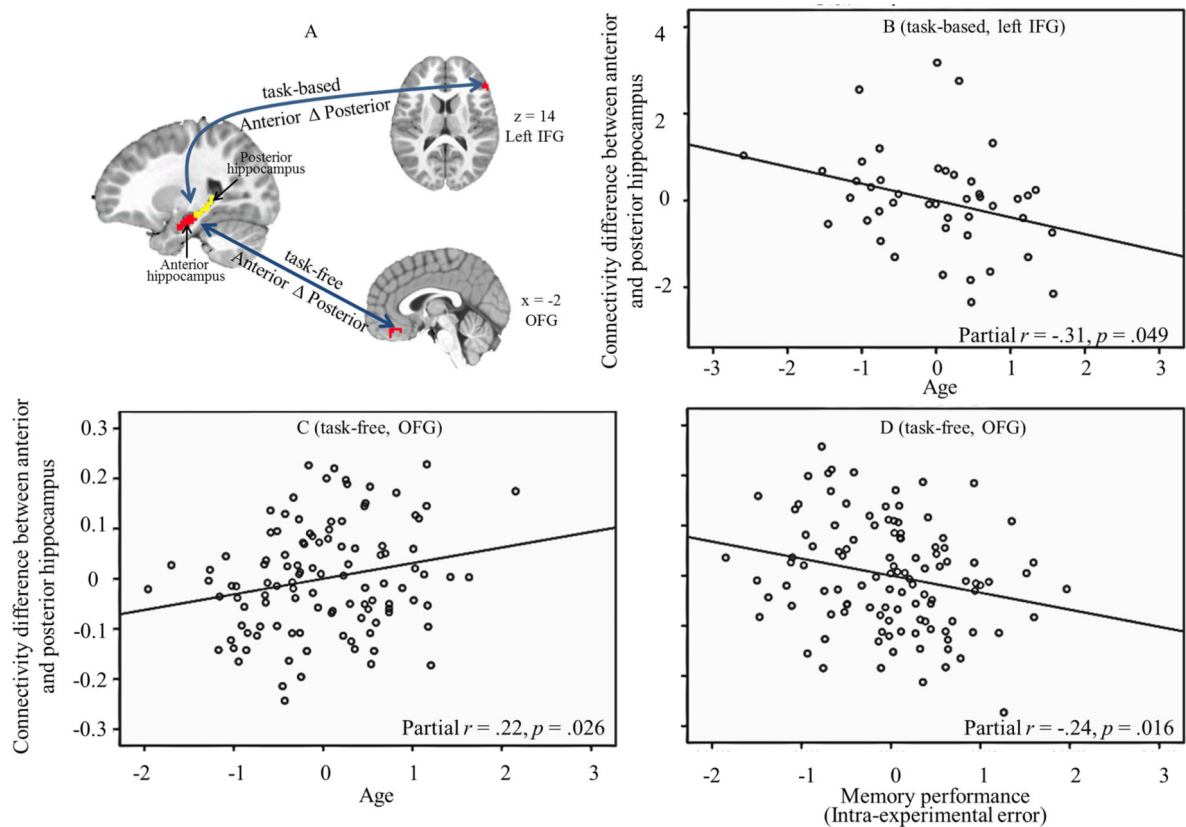 A
task-based
Anterior Δ Posterior
z = 14
Left IFG
Posterior
hippocampus
Anterior
hippocampus
task-free
Anterior Δ Posterior
x = -2
OFG
Connectivity difference between anterior
and posterior hippocampus
B (task-based, left IFG)
4
2
0
-2
Partial r = -.31, p = .049
-3 -2 -1 0 1 2 3
Age
Connectivity difference between anterior
and posterior hippocampus
C (task-free, OFG)
0.3
0.2
0.1
0
-0.1
-0.2
-0.3
Partial r = .22, p = .026
-2 -1 0 1 2 3
Age
D (task-free, OFG)
Partial r = -.24, p = .016
-2 -1 0 1 2 3
Memory performance
(Intra-experimental error)